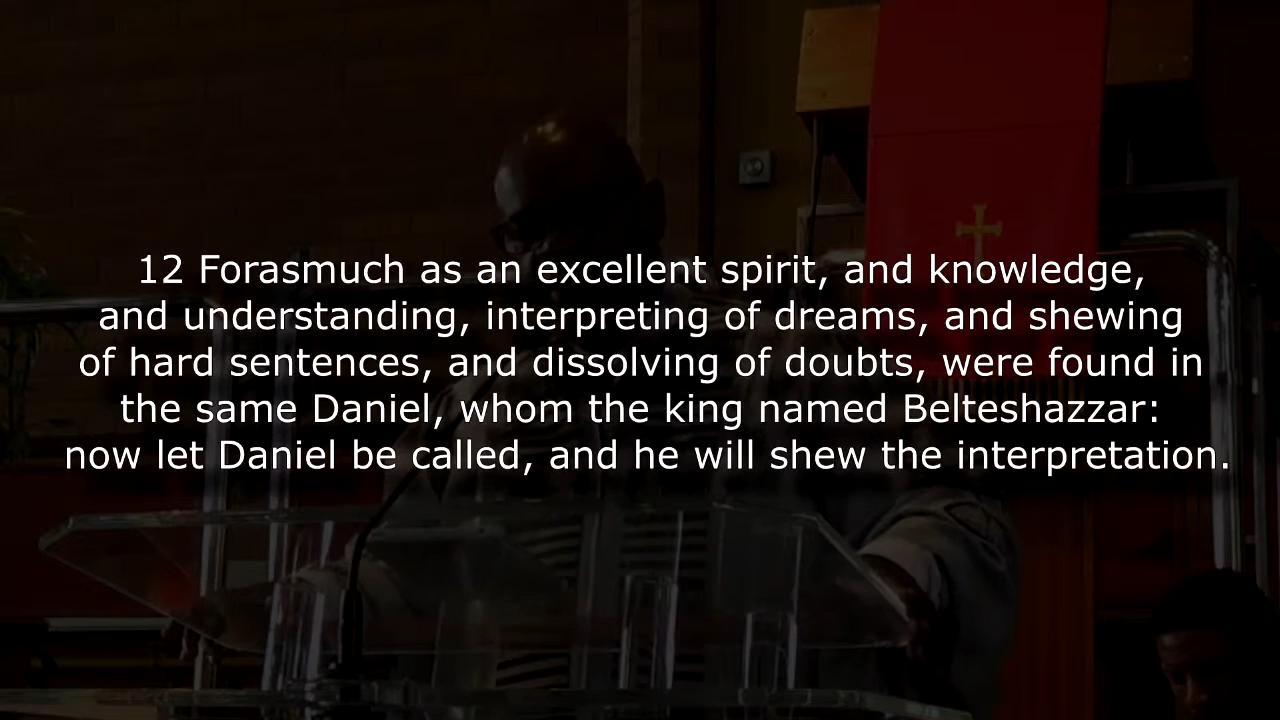 12 Forasmuch as an excellent spirit, and knowledge,
and understanding, interpreting of dreams, and shewing
of hard sentences, and dissolving of doubts, were found in
the same Daniel, whom the king named Belteshazzar:
now let Daniel be called, and he will shew the interpretation.